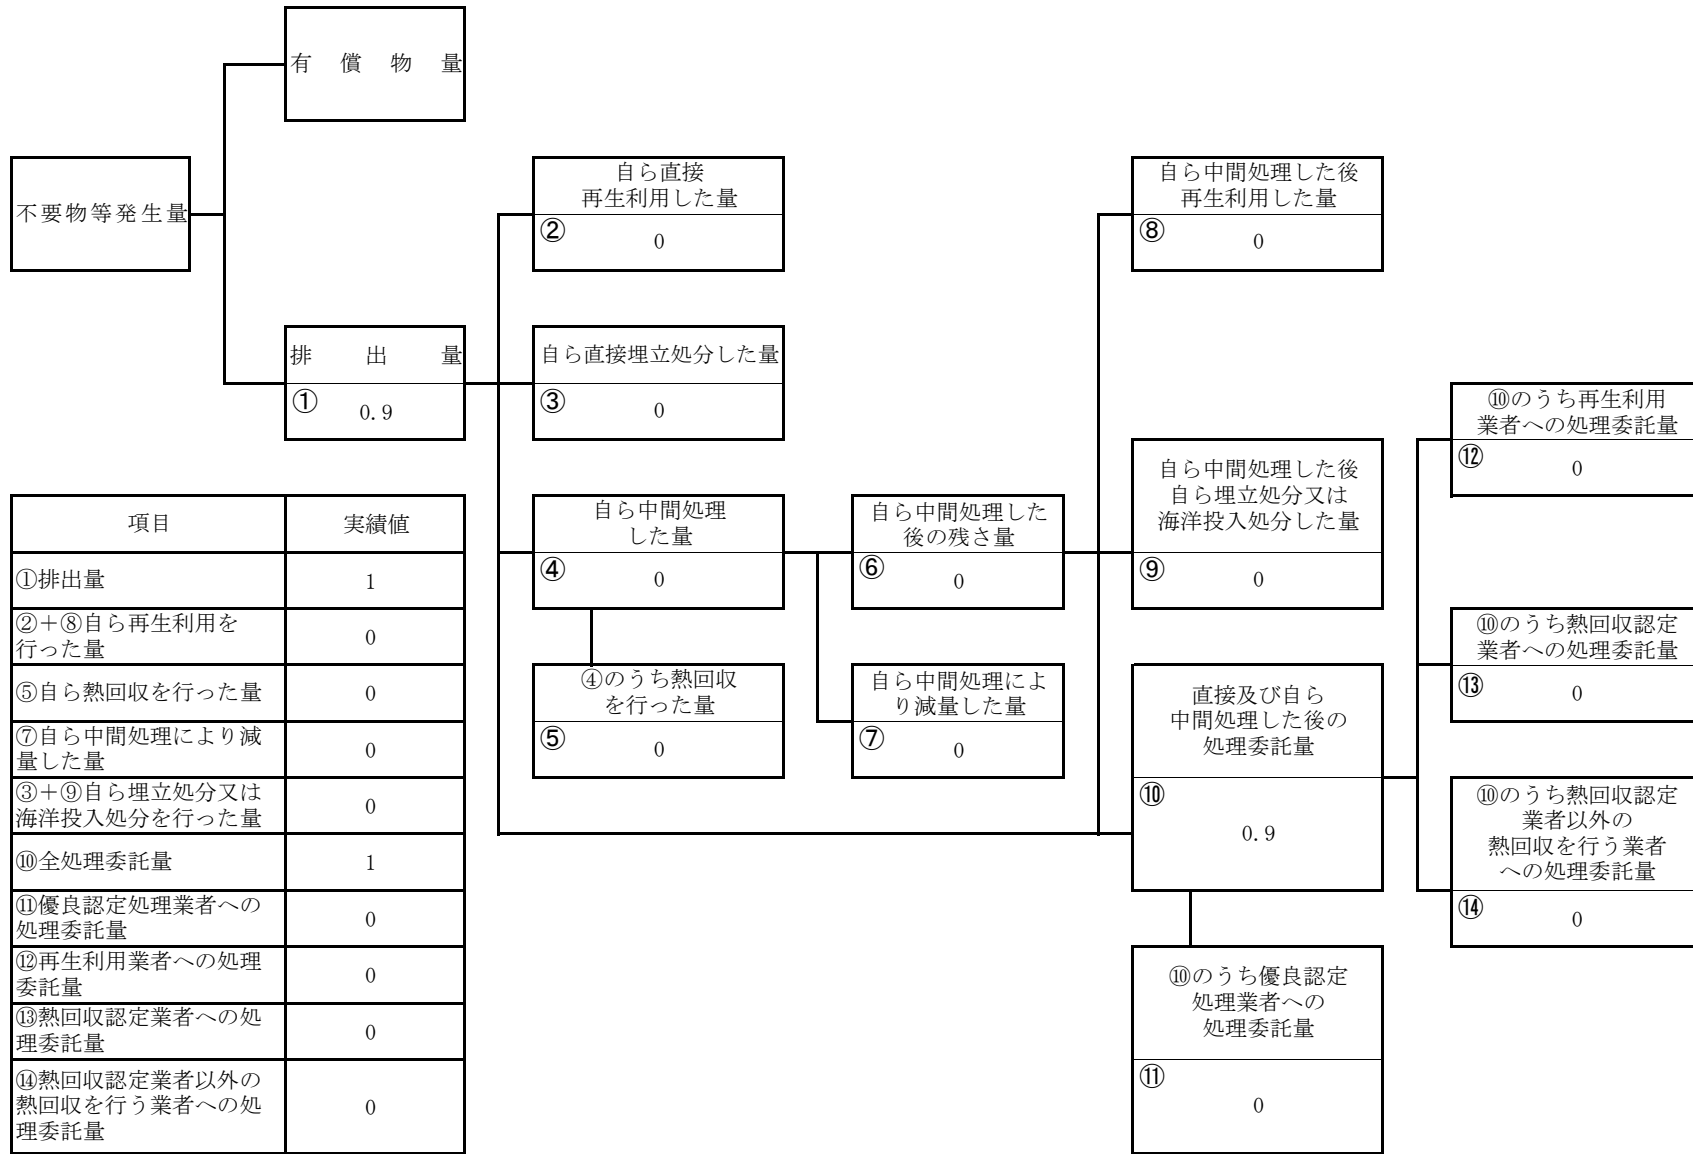 有償物量
不要物等発生量
自ら直接
再生利用した量
②
0
自ら中間処理した後
再生利用した量
⑧
0
排出量
①
0.9
自ら直接埋立処分した量
③
0
⑩のうち再生利用
業者への処理委託量
⑫
0
自ら中間処理
した量
④
0
自ら中間処理した
後の残さ量
⑥
0
自ら中間処理した後
自ら埋立処分又は
海洋投入処分した量
⑨
0
⑩のうち熱回収認定
業者への処理委託量
⑬
0
④のうち熱回収
を行った量
⑤
0
自ら中間処理によ
り減量した量
⑦
0
直接及び自ら
中間処理した後の
処理委託量
⑩
0.9
⑩のうち熱回収認定
業者以外の
熱回収を行う業者
への処理委託量
⑭
0
⑩のうち優良認定
処理業者への
処理委託量
⑪
0
項目 実績値
①排出量 1
②＋⑧自ら再生利用を
行った量 0
⑤自ら熱回収を行った量 0
⑦自ら中間処理により減
量した量 0
③＋⑨自ら埋立処分又は
海洋投入処分を行った量 0
⑩全処理委託量 1
⑪優良認定処理業者への
処理委託量 0
⑫再生利用業者への処理
委託量 0
⑬熱回収認定業者への処
理委託量 0
⑭熱回収認定業者以外の
熱回収を行う業者への処 0
理委託量